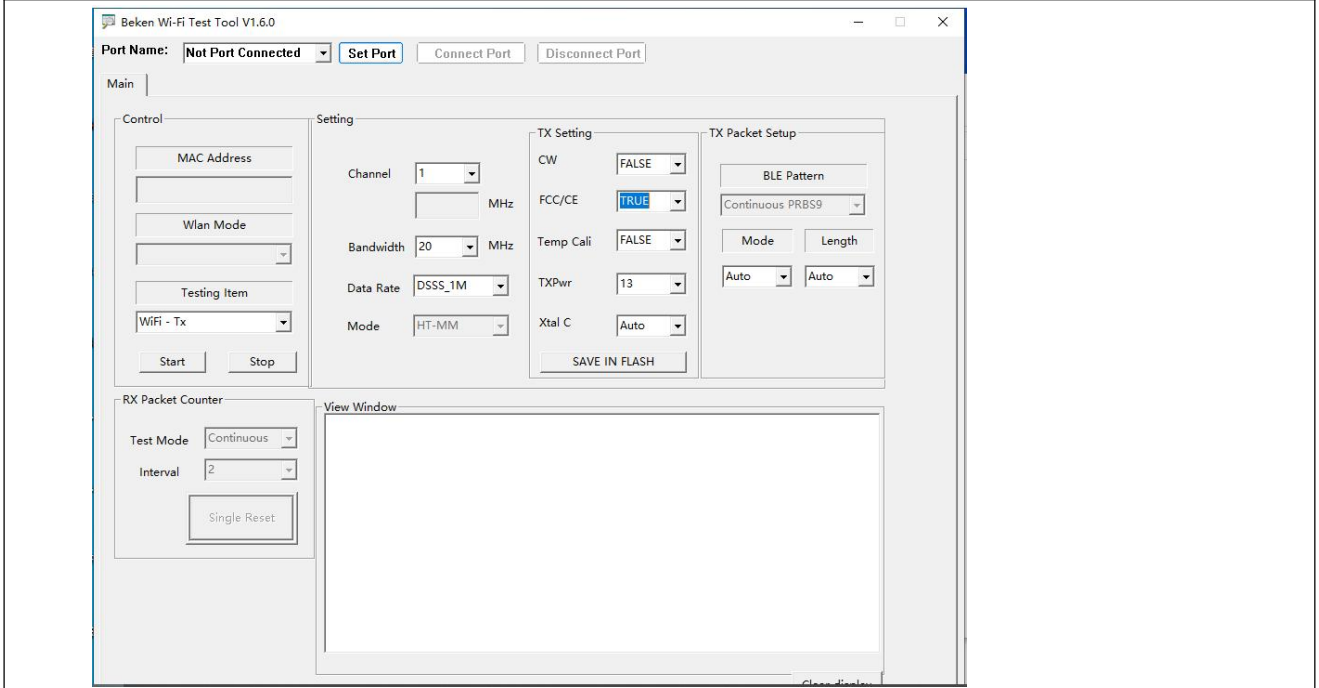 Beken Wi-Fi Test Tool V1.6.0
Port Name: Not Port Connected Set Port Connect Port Disconnect Port
Main
Control
MAC Address
Wlan Mode
Testing Item
WiFi - Tx
Start Stop
Setting
Channel 1
MHz
Bandwidth 20 MHz
Data Rate DSSS_1M
Mode HT-MM
TX Setting
CW FALSE
FCC/CE TRUE
Temp Cali FALSE
TXPwr 13
Xtal C Auto
SAVE IN FLASH
TX Packet Setup
BLE Pattern
Continuous PRBS9
Mode Length
Auto Auto
RX Packet Counter
Test Mode Continuous
Interval 2
Single Reset
View Window
Clear display